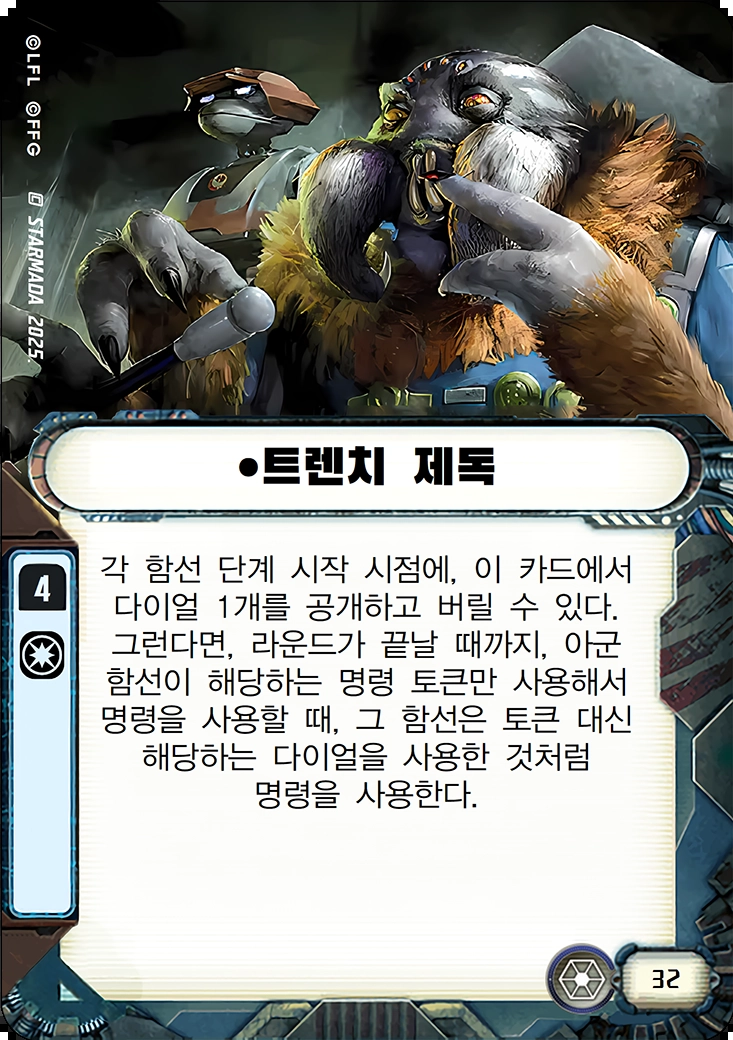 ©LFL ©FFG
STARMADA 2025.
•트렌치 제독
4
각 함선 단계 시작 시점에, 이 카드에서
다이얼 1개를 공개하고 버릴 수 있다.
그런다면, 라운드가 끝날 때까지, 아군
함선이 해당하는 명령 토큰만 사용해서
명령을 사용할 때, 그 함선은 토큰 대신
해당하는 다이얼을 사용한 것처럼
명령을 사용한다.
32